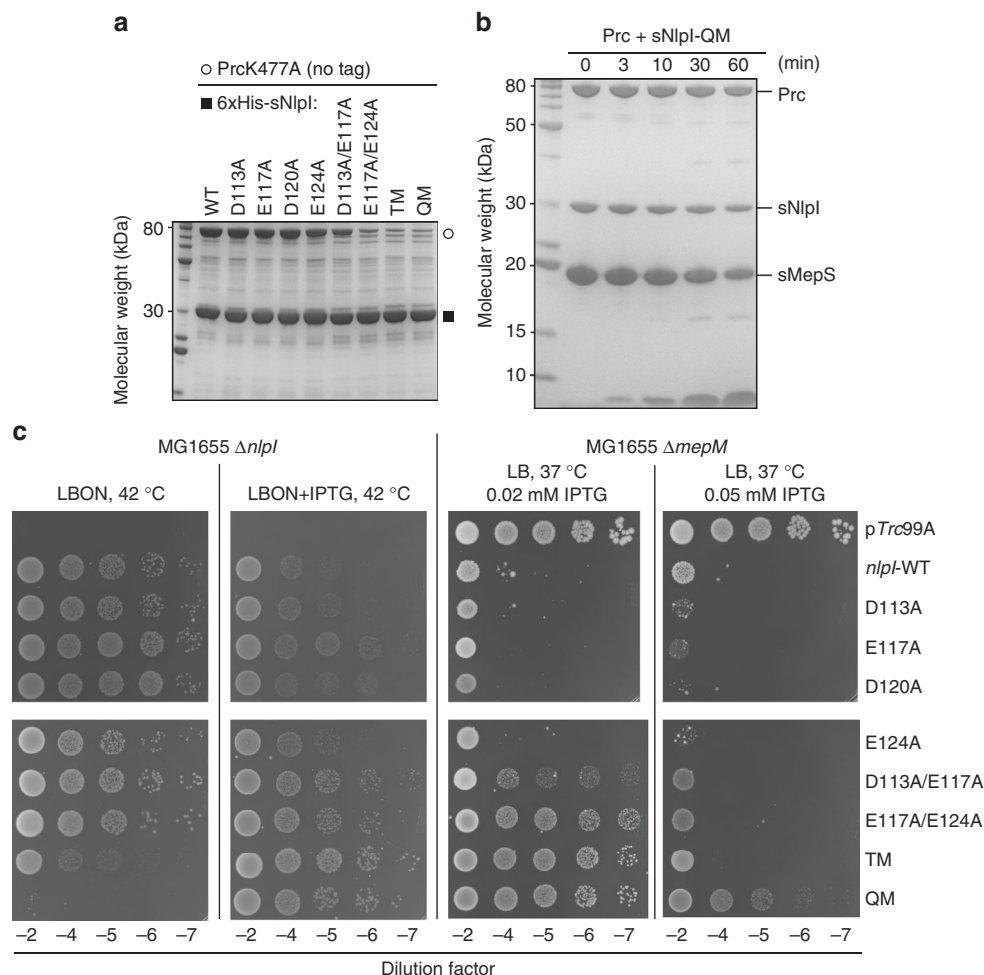 a
○ PrcK477A (no tag)
■ 6xHis-sNlpI:
WT
D113A
E117A
D120A
E124A
D113A/E117A
E117A/E124A
TM
QM
Molecular weight (kDa)
80
30
○
■
b
Prc + sNlpI-QM
0 3 10 30 60 (min)
Molecular weight (kDa)
80
50
30
20
15
10
Prc
sNlpI
sMepS
c
MG1655 ΔnlpI
MG1655 ΔmepM
LBON, 42 °C
LBON+IPTG, 42 °C
LB, 37 °C
0.02 mM IPTG
LB, 37 °C
0.05 mM IPTG
pTrc99A
nlpI-WT
D113A
E117A
D120A
E124A
D113A/E117A
E117A/E124A
TM
QM
–2 –4 –5 –6 –7 –2 –4 –5 –6 –7 –2 –4 –5 –6 –7 –2 –4 –5 –6 –7
Dilution factor